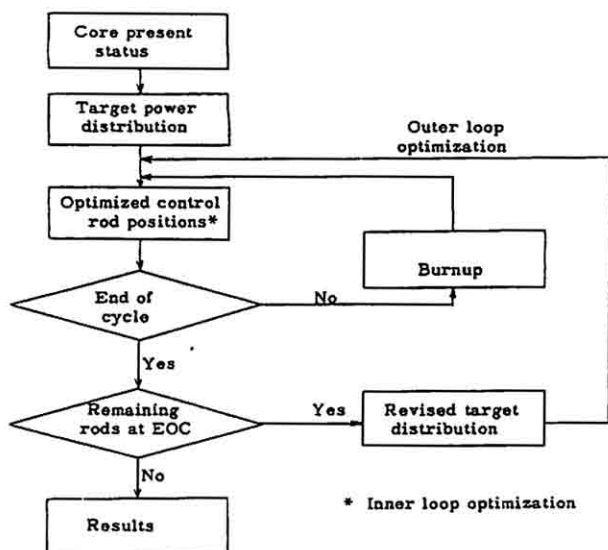 Core present
status
Target power
distribution
Outer loop
optimization
Optimized control
rod positions*
Burnup
End of
cycle
No
Yes
Remaining
rods at EOC
Yes
Revised target
distribution
No
Results
* Inner loop optimization